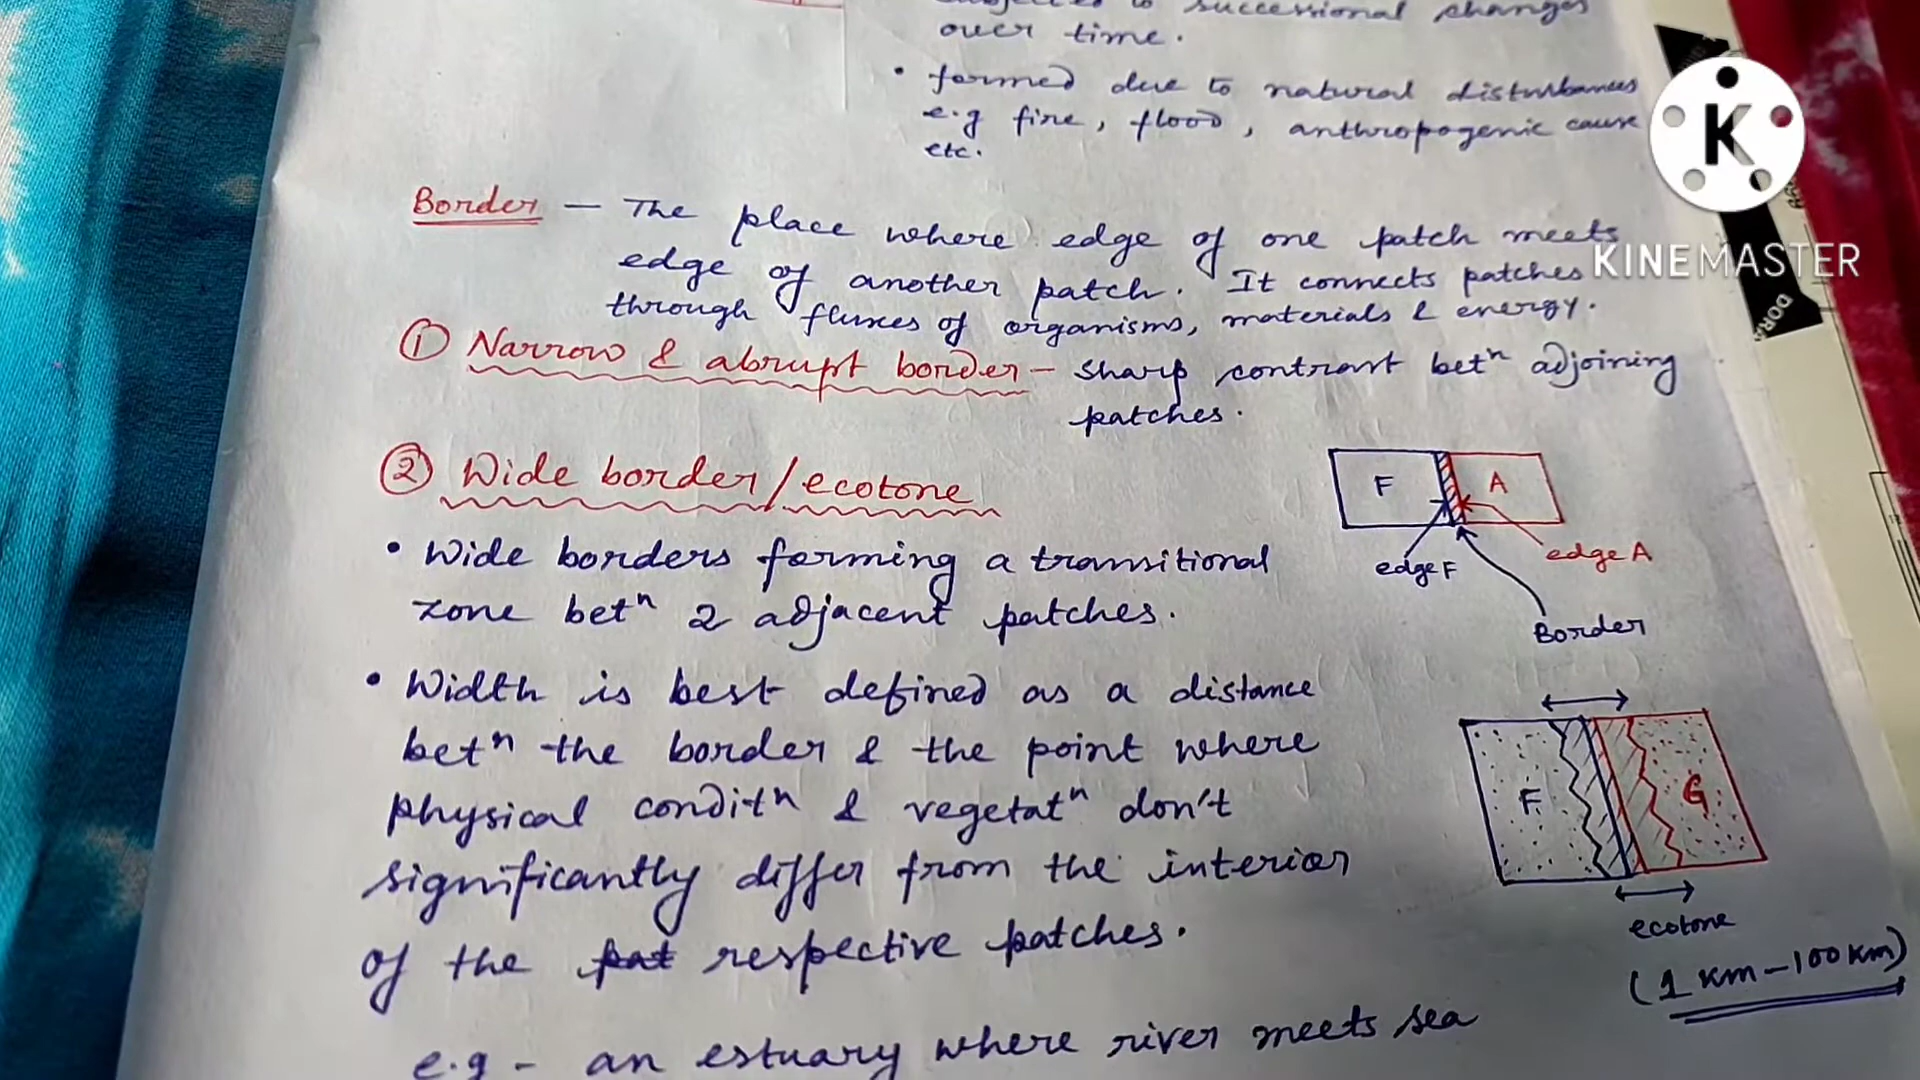 subjected to successional changes
over time.
• formed due to natural disturbances
e.g fire, flood, anthropogenic cause
etc.
Border — The place where edge of one patch meets
edge of another patch. It connects patches
through fluxes of organisms, materials & energy.
① Narrow & abrupt border - sharp contrast betⁿ adjoining
patches.
② Wide border/ecotone
• Wide borders forming a transitional
zone betⁿ 2 adjacent patches.
• Width is best defined as a distance
betⁿ the border & the point where
physical conditⁿ & vegetatⁿ don't
significantly differ from the interior
of the pat respective patches.
e.g - an estuary where river meets sea
F A
edge F
edge A
Border
F G
ecotone
(1 km - 100 km)
K
KINEMASTER